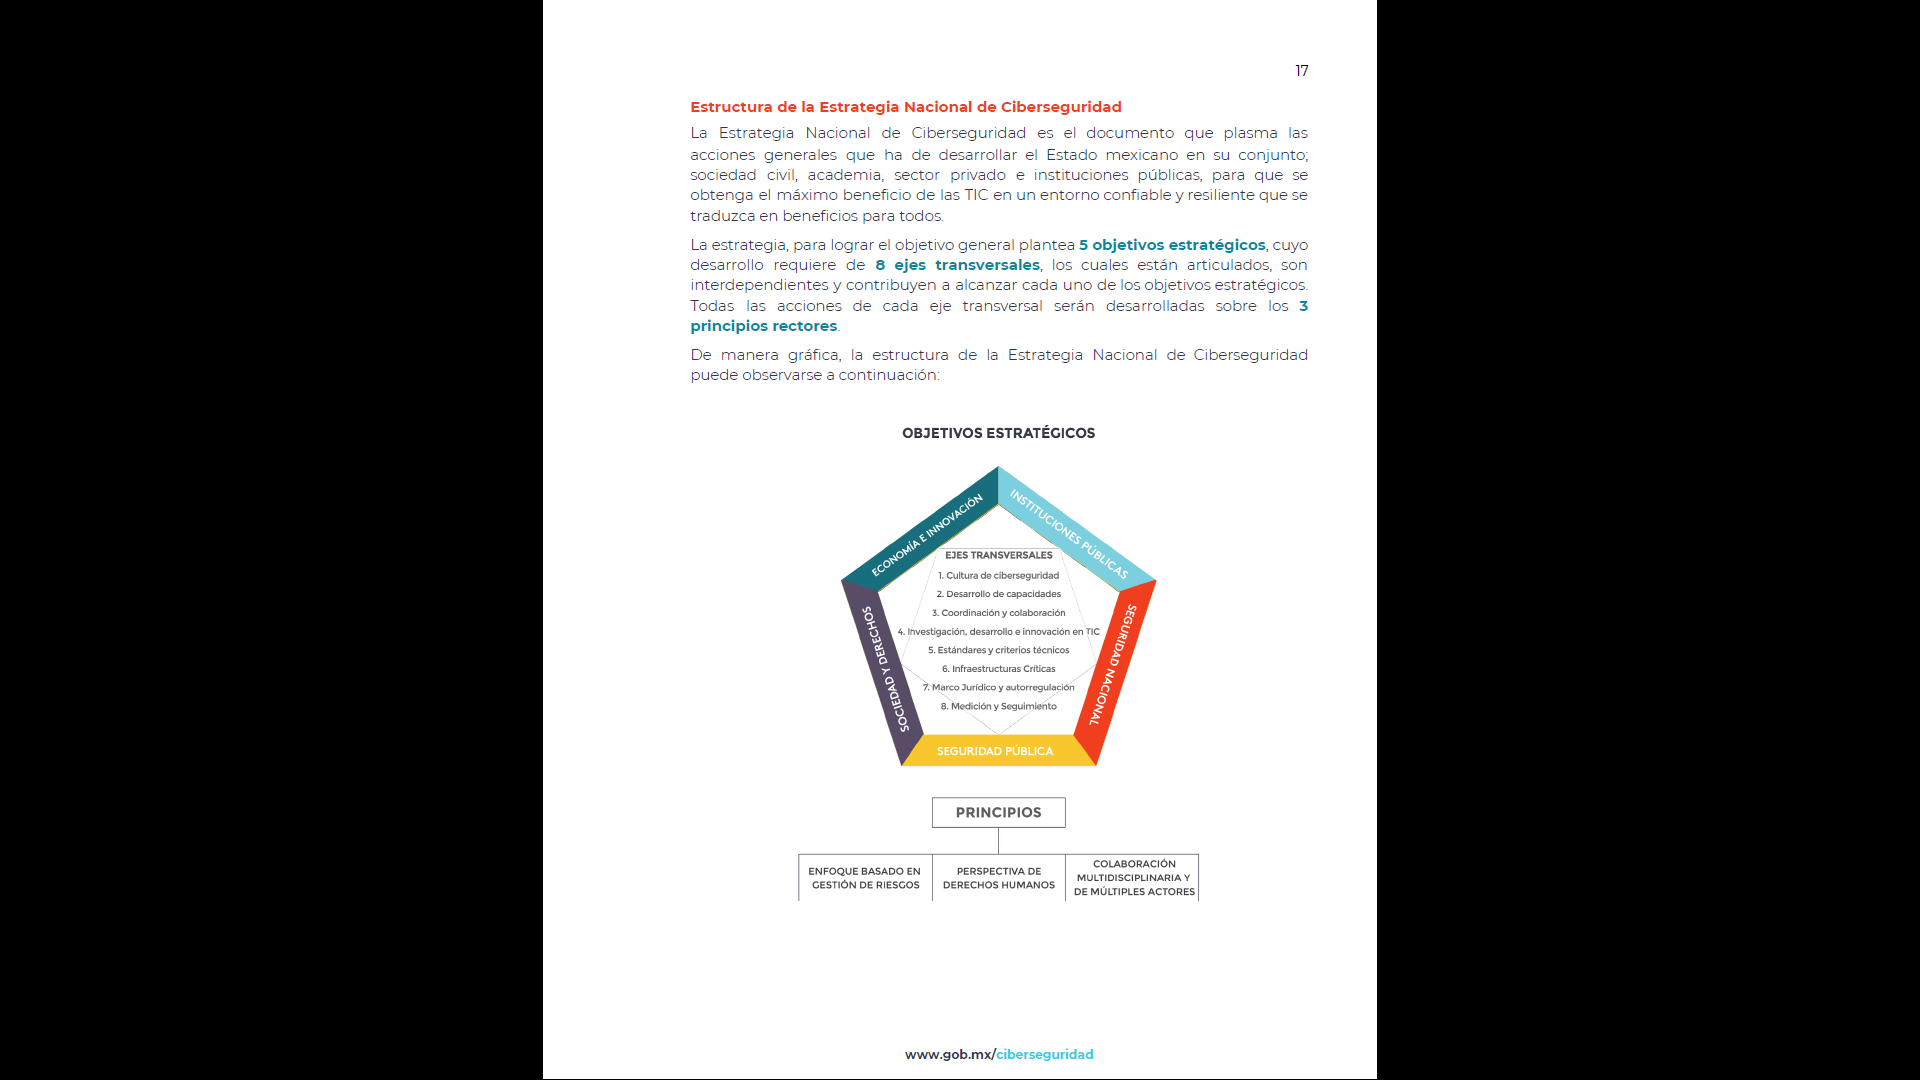 17
Estructura de la Estrategia Nacional de Ciberseguridad
La Estrategia Nacional de Ciberseguridad es el documento que plasma las
acciones generales que ha de desarrollar el Estado mexicano en su conjunto;
sociedad civil, academia, sector privado e instituciones públicas, para que se
obtenga el máximo beneficio de las TIC en un entorno confiable y resiliente que se
traduzca en beneficios para todos.
La estrategia, para lograr el objetivo general plantea 5 objetivos estratégicos, cuyo
desarrollo requiere de 8 ejes transversales, los cuales están articulados, son
interdependientes y contribuyen a alcanzar cada uno de los objetivos estratégicos.
Todas las acciones de cada eje transversal serán desarrolladas sobre los 3
principios rectores.
De manera gráfica, la estructura de la Estrategia Nacional de Ciberseguridad
puede observarse a continuación:
OBJETIVOS ESTRATÉGICOS
ECONOMÍA E INNOVACIÓN
INSTITUCIONES PÚBLICAS
SOCIEDAD Y DERECHOS
SEGURIDAD NACIONAL
EJES TRANSVERSALES
1. Cultura de ciberseguridad
2. Desarrollo de capacidades
3. Coordinación y colaboración
4. Investigación, desarrollo e innovación en TIC
5. Estándares y criterios técnicos
6. Infraestructuras Críticas
7. Marco Jurídico y autorregulación
8. Medición y Seguimiento
SEGURIDAD PÚBLICA
PRINCIPIOS
ENFOQUE BASADO EN
GESTIÓN DE RIESGOS
PERSPECTIVA DE
DERECHOS HUMANOS
COLABORACIÓN
MULTIDISCIPLINARIA Y
DE MÚLTIPLES ACTORES
www.gob.mx/ciberseguridad